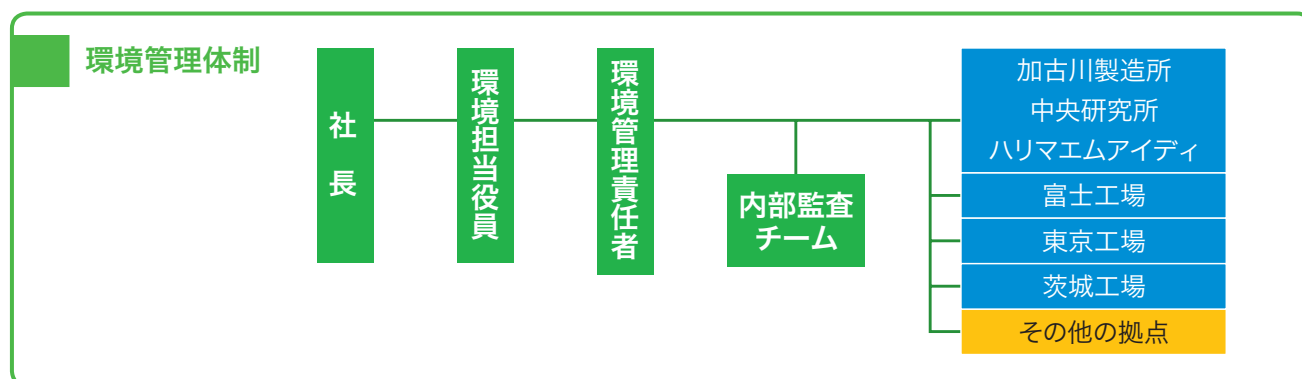 環境管理体制
社長
環境担当役員
環境管理責任者
内部監査
チーム
加古川製造所
中央研究所
ハリマエムアイディ
富士工場
東京工場
茨城工場
その他の拠点